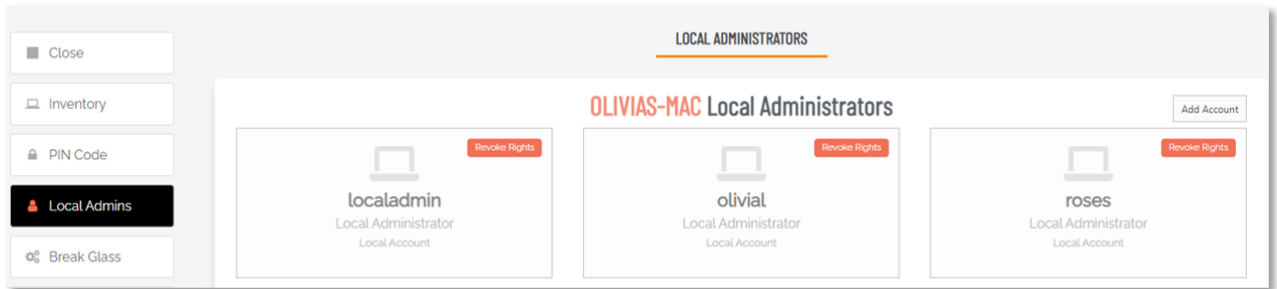 Close
Inventory
PIN Code
Local Admins
Break Glass
LOCAL ADMINISTRATORS
OLIVIAS-MAC Local Administrators
Add Account
Revoke Rights
localadmin
Local Administrator
Local Account
Revoke Rights
olivial
Local Administrator
Local Account
Revoke Rights
roses
Local Administrator
Local Account